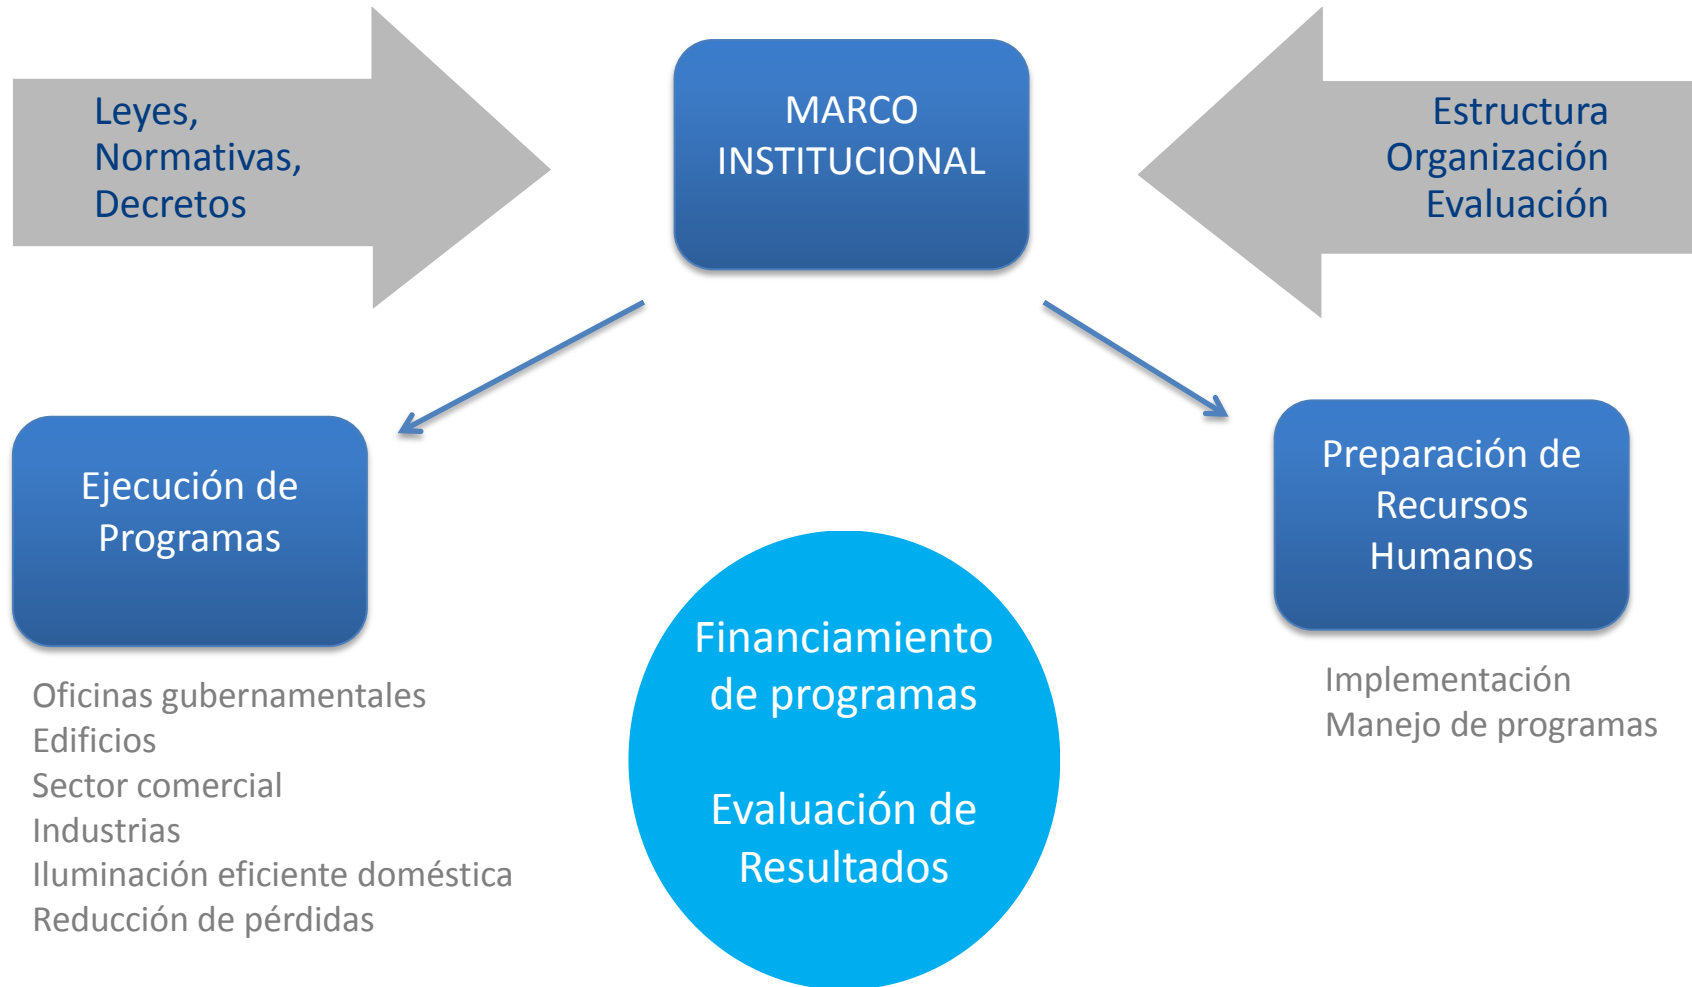 Leyes,
Normativas,
Decretos
MARCO
INSTITUCIONAL
Estructura
Organización
Evaluación
Ejecución de
Programas
Oficinas gubernamentales
Edificios
Sector comercial
Industrias
Iluminación eficiente doméstica
Reducción de pérdidas
Financiamiento
de programas
Evaluación de
Resultados
Preparación de
Recursos
Humanos
Implementación
Manejo de programas